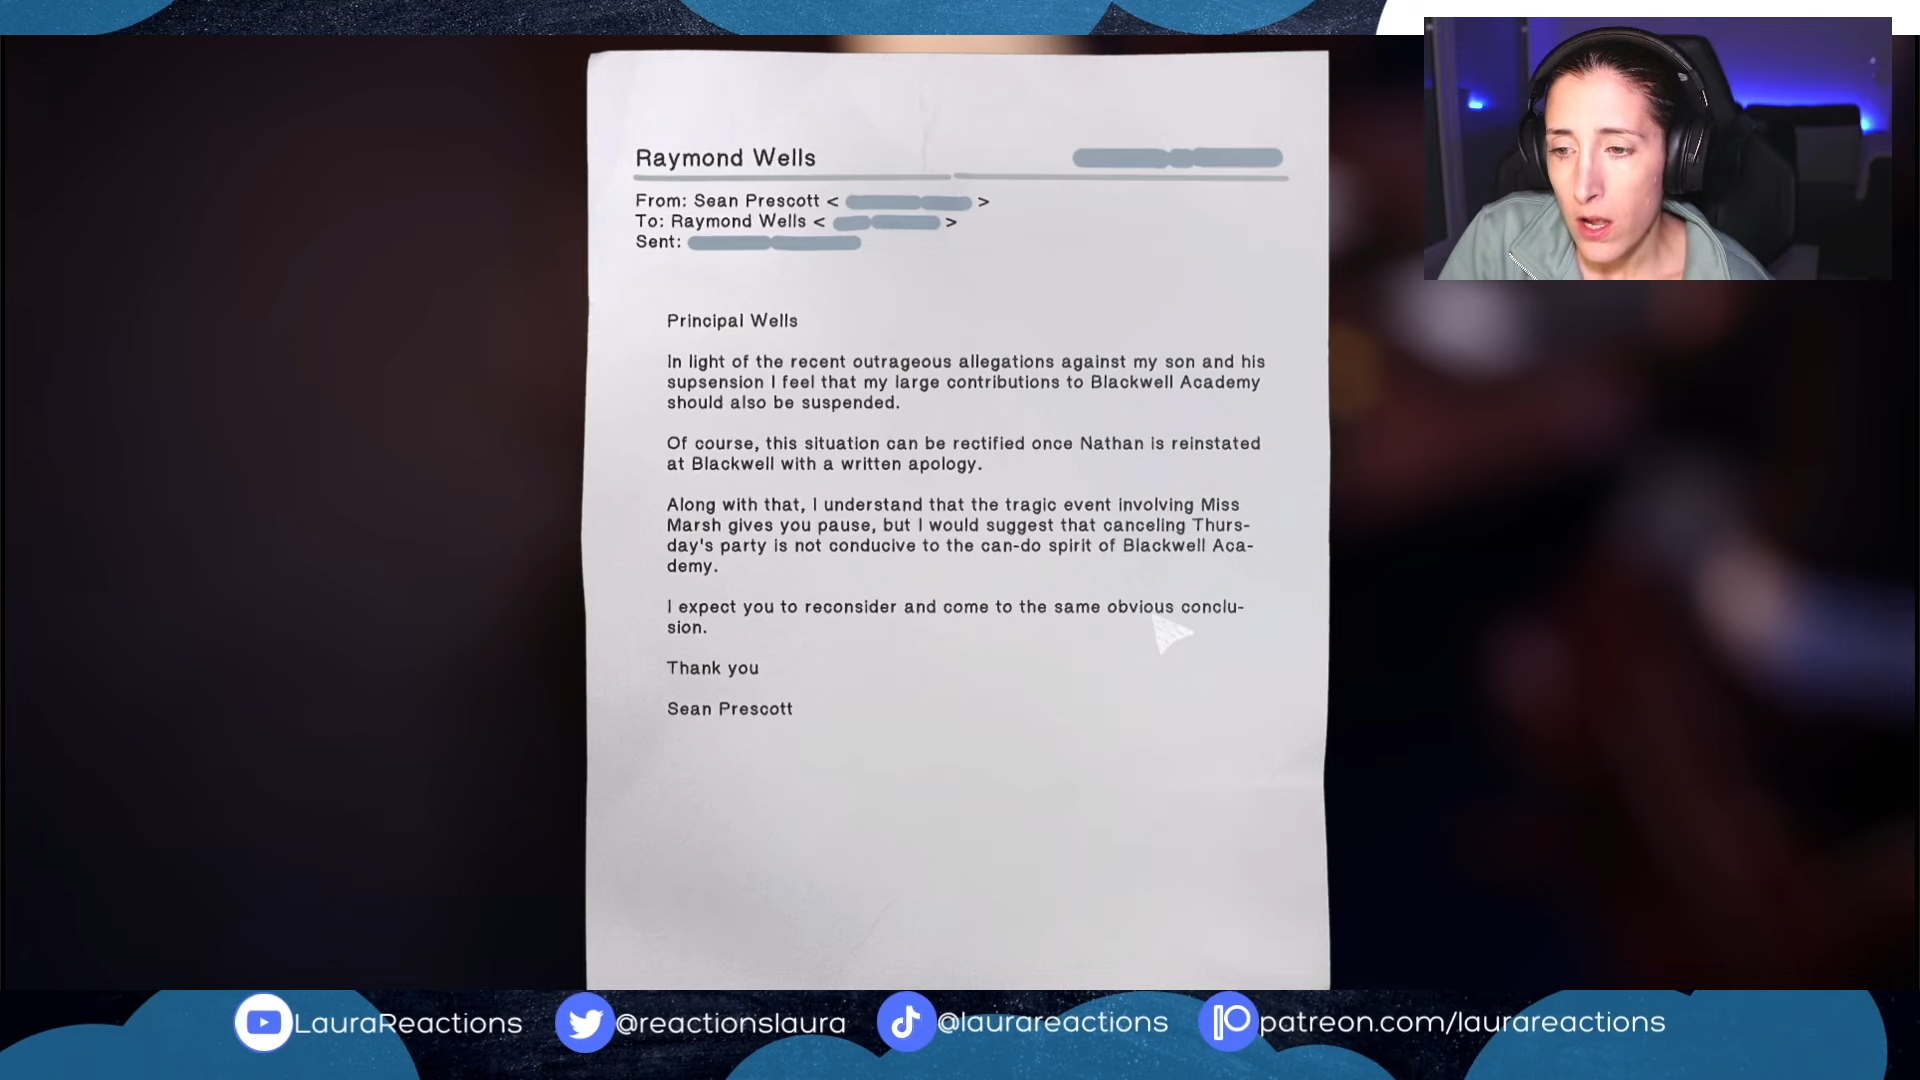 Raymond Wells
From: Sean Prescott < >
To: Raymond Wells < >
Sent:
Principal Wells
In light of the recent outrageous allegations against my son and his
supsension I feel that my large contributions to Blackwell Academy
should also be suspended.
Of course, this situation can be rectified once Nathan is reinstated
at Blackwell with a written apology.
Along with that, I understand that the tragic event involving Miss
Marsh gives you pause, but I would suggest that canceling Thurs-
day's party is not conducive to the can-do spirit of Blackwell Aca-
demy.
I expect you to reconsider and come to the same obvious conclu-
sion.
Thank you
Sean Prescott
LauraReactions @reactionslaura @laurareactions patreon.com/laurareactions